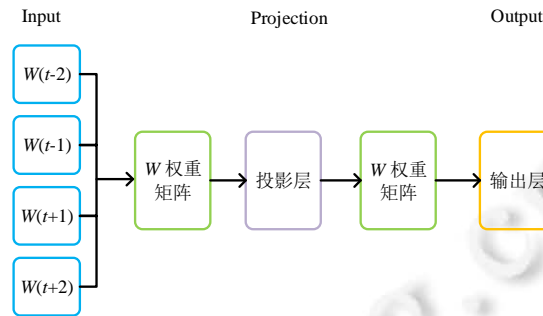 Input
Projection
Output
W(t-2)
W(t-1)
W(t+1)
W(t+2)
W 权重
矩阵
投影层
W 权重
矩阵
输出层